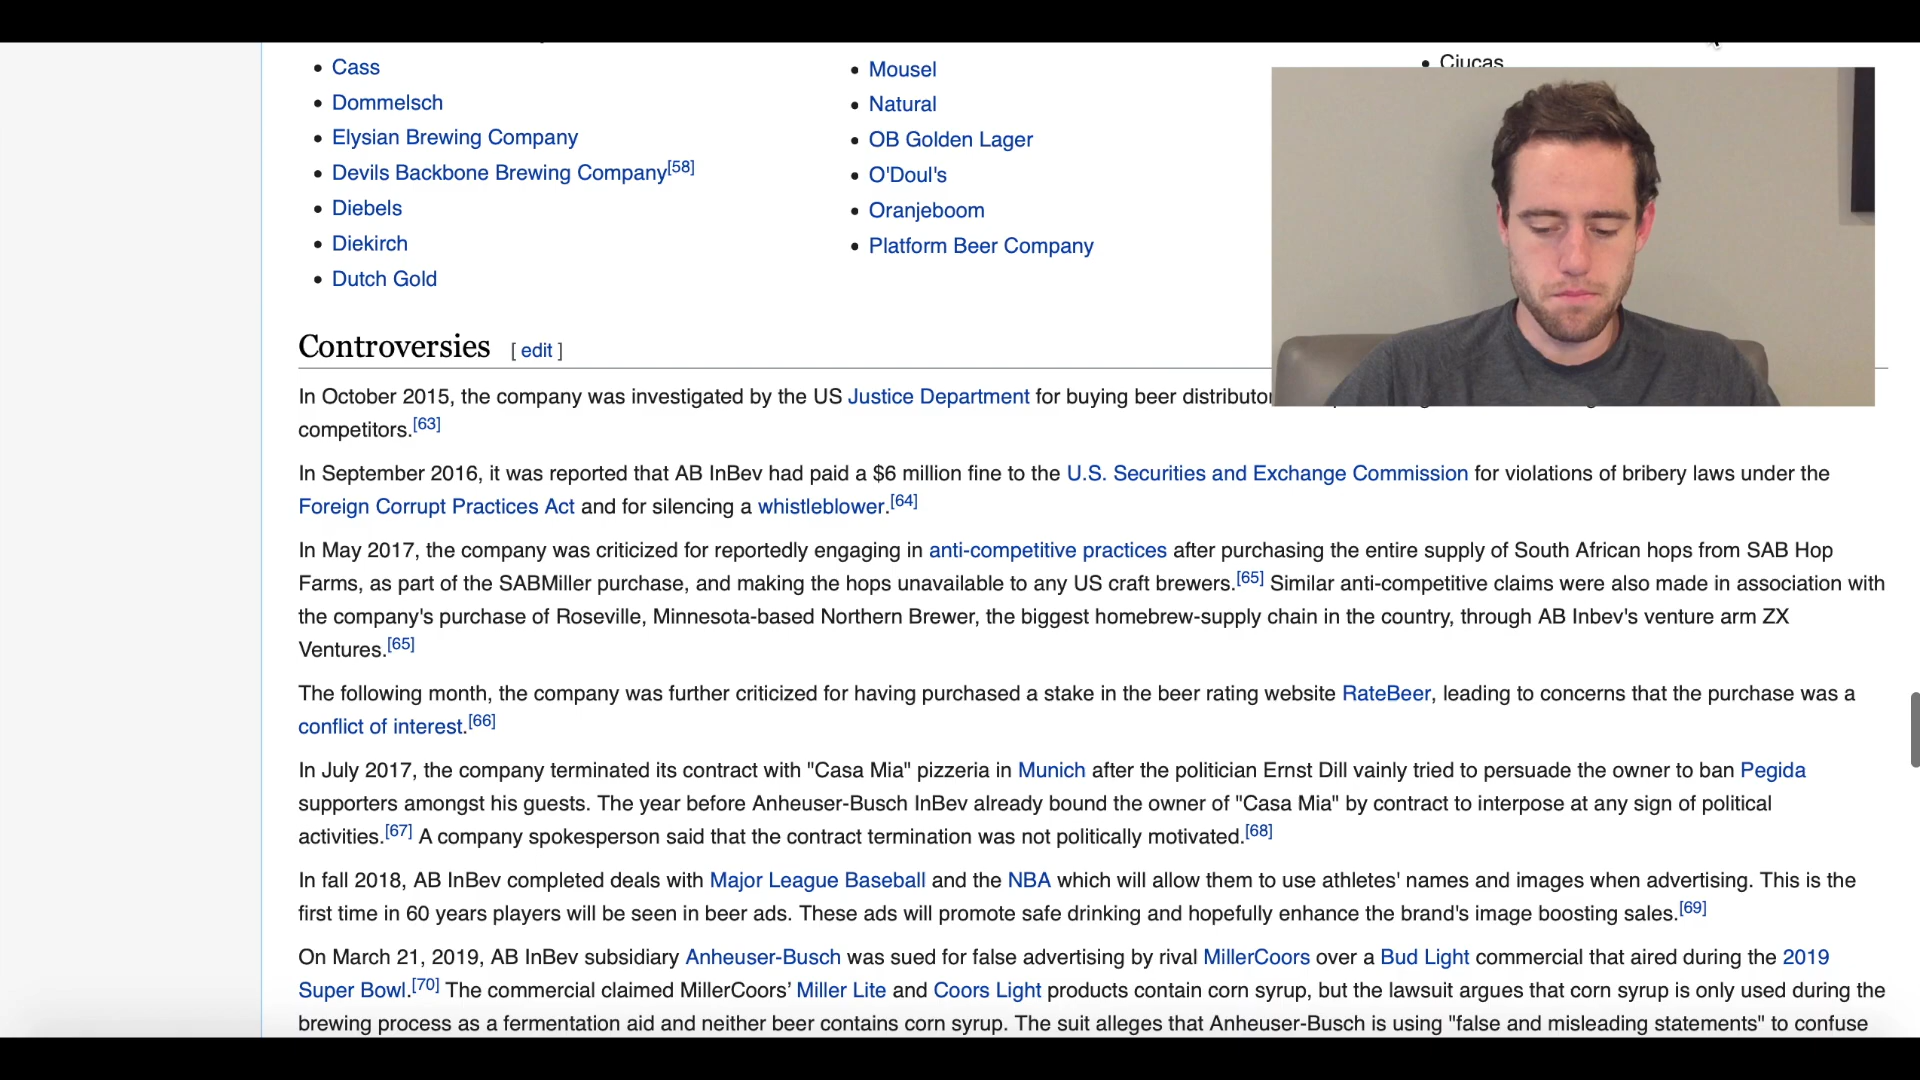 Cass
Dommelsch
Elysian Brewing Company
Devils Backbone Brewing Company[58]
Diebels
Diekirch
Dutch Gold
Mousel
Natural
OB Golden Lager
O'Doul's
Oranjeboom
Platform Beer Company
Ciucas
Controversies [ edit ]
In October 2015, the company was investigated by the US Justice Department for buying beer
competitors.[63]
In September 2016, it was reported that AB InBev had paid a $6 million fine to the U.S. Securities and Exchange Commission for violations of bribery laws under the
Foreign Corrupt Practices Act and for silencing a whistleblower.[64]
In May 2017, the company was criticized for reportedly engaging in anti-competitive practices after purchasing the entire supply of South African hops from SAB Hop
Farms, as part of the SABMiller purchase, and making the hops unavailable to any US craft brewers.[65] Similar anti-competitive claims were also made in association with
the company's purchase of Roseville, Minnesota-based Northern Brewer, the biggest homebrew-supply chain in the country, through AB Inbev's venture arm ZX
Ventures.[65]
The following month, the company was further criticized for having purchased a stake in the beer rating website RateBeer, leading to concerns that the purchase was a
conflict of interest.[66]
In July 2017, the company terminated its contract with "Casa Mia" pizzeria in Munich after the politician Ernst Dill vainly tried to persuade the owner to ban Pegida
supporters amongst his guests. The year before Anheuser-Busch InBev already bound the owner of "Casa Mia" by contract to interpose at any sign of political
activities.[67] A company spokesperson said that the contract termination was not politically motivated.[68]
In fall 2018, AB InBev completed deals with Major League Baseball and the NBA which will allow them to use athletes' names and images when advertising. This is the
first time in 60 years players will be seen in beer ads. These ads will promote safe drinking and hopefully enhance the brand's image boosting sales.[69]
On March 21, 2019, AB InBev subsidiary Anheuser-Busch was sued for false advertising by rival MillerCoors over a Bud Light commercial that aired during the 2019
Super Bowl.[70] The commercial claimed MillerCoors’ Miller Lite and Coors Light products contain corn syrup, but the lawsuit argues that corn syrup is only used during the
brewing process as a fermentation aid and neither beer contains corn syrup. The suit alleges that Anheuser-Busch is using "false and misleading statements" to confuse